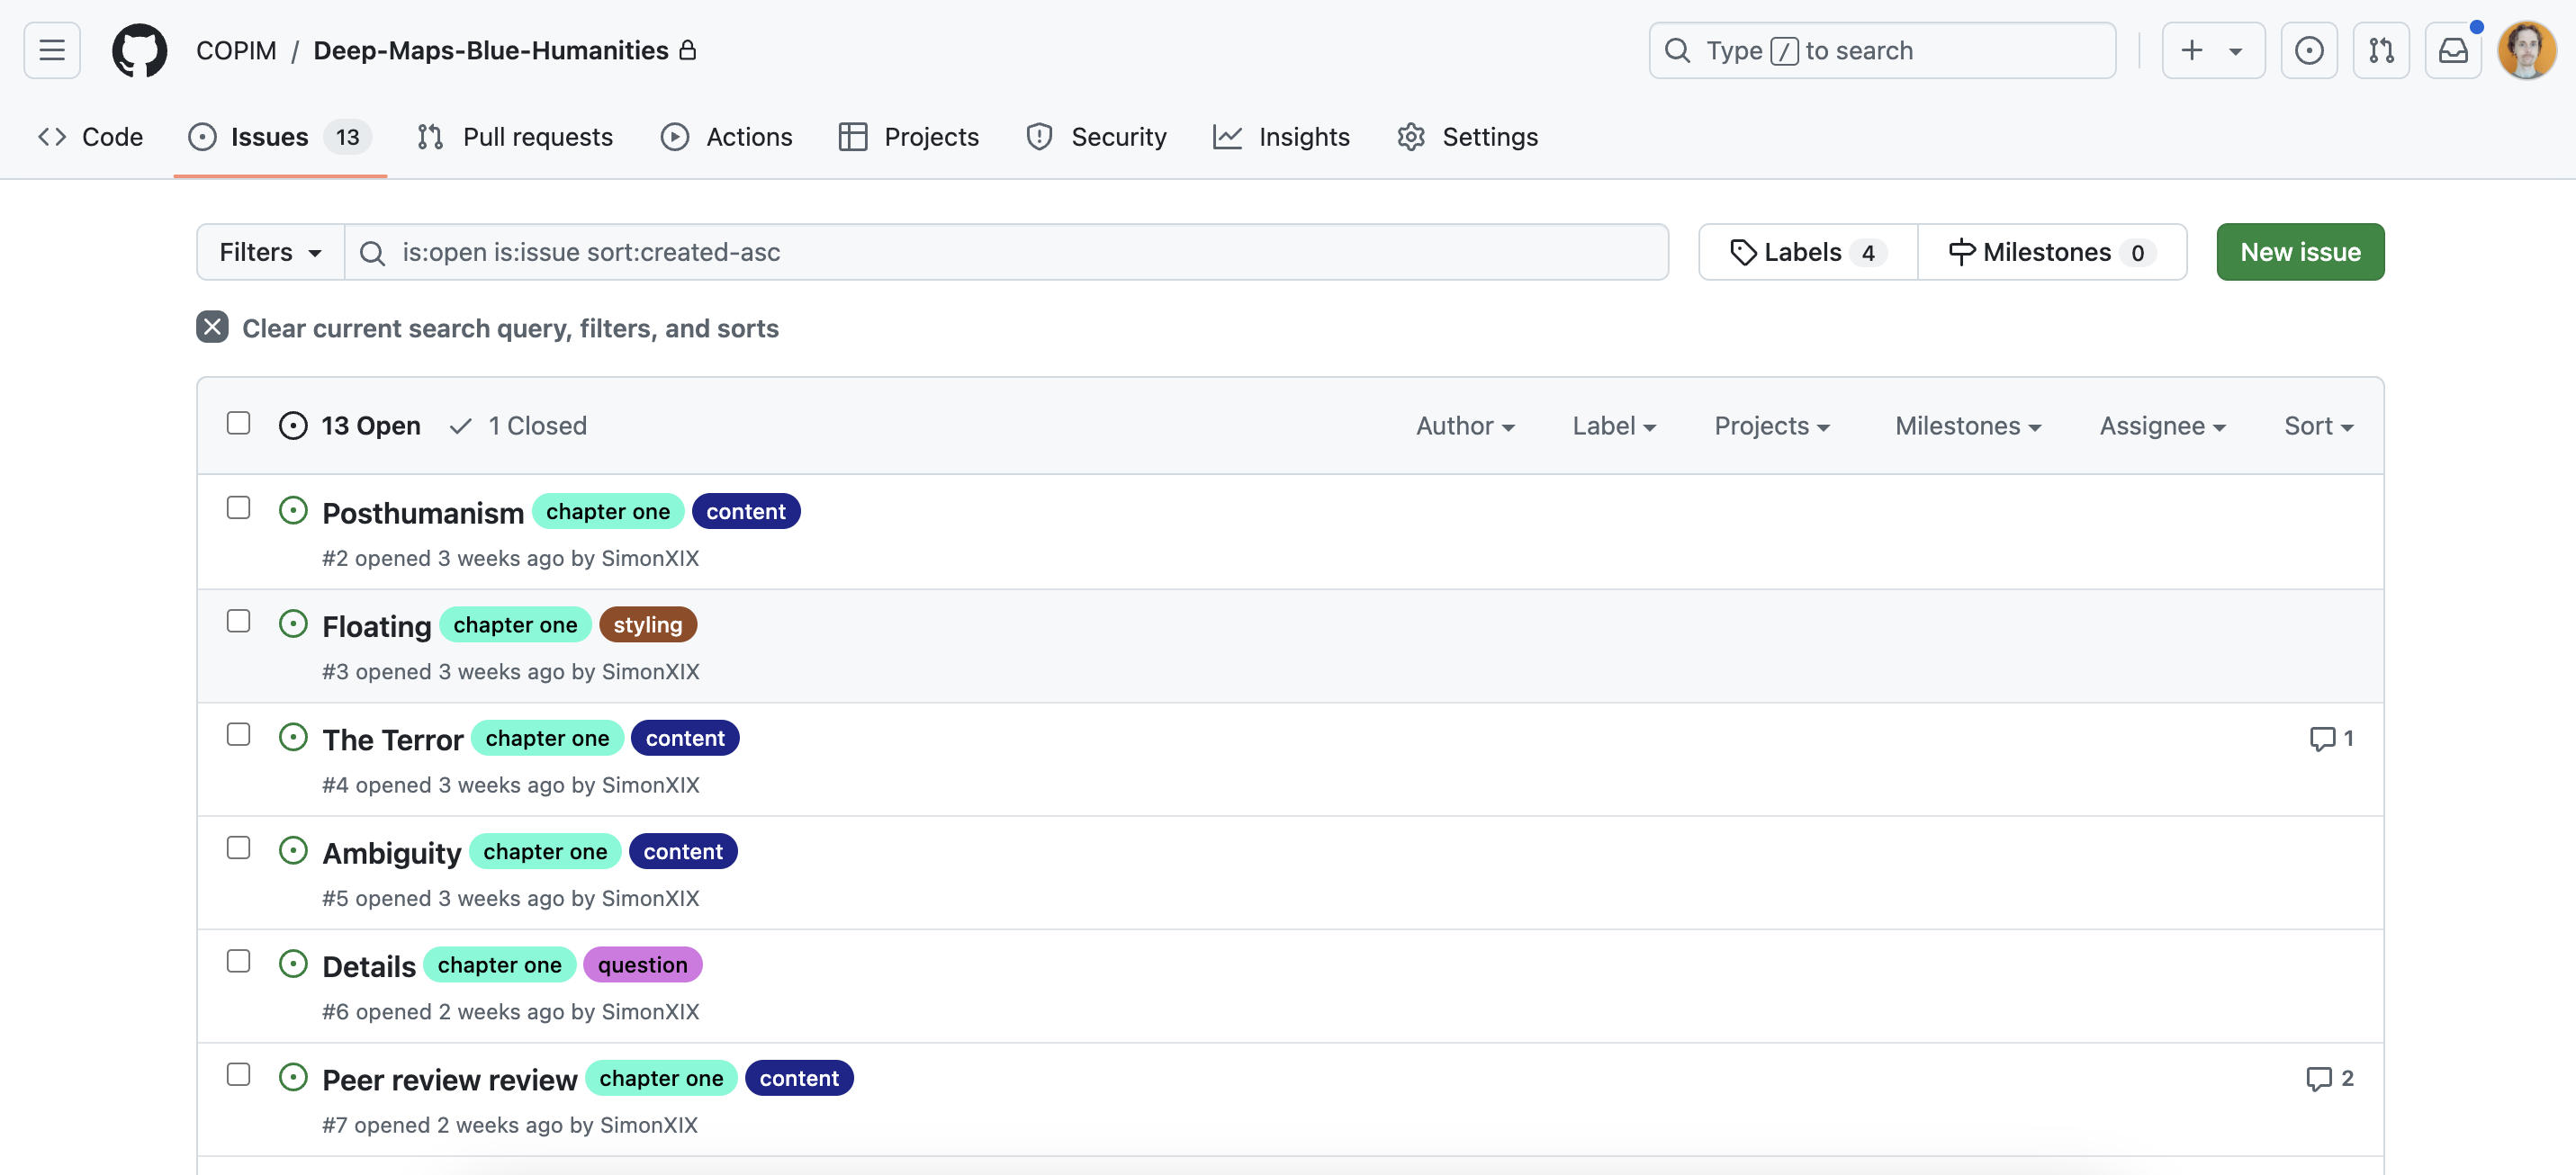 COPIM / Deep-Maps-Blue-Humanities
Type / to search
Code Issues 13 Pull requests Actions Projects Security Insights Settings
Filters is:open is:issue sort:created-asc Labels 4 Milestones 0 New issue
Clear current search query, filters, and sorts
13 Open 1 Closed Author Label Projects Milestones Assignee Sort
Posthumanism chapter one content
#2 opened 3 weeks ago by SimonXIX
Floating chapter one styling
#3 opened 3 weeks ago by SimonXIX
The Terror chapter one content 1
#4 opened 3 weeks ago by SimonXIX
Ambiguity chapter one content
#5 opened 3 weeks ago by SimonXIX
Details chapter one question
#6 opened 2 weeks ago by SimonXIX
Peer review review chapter one content 2
#7 opened 2 weeks ago by SimonXIX